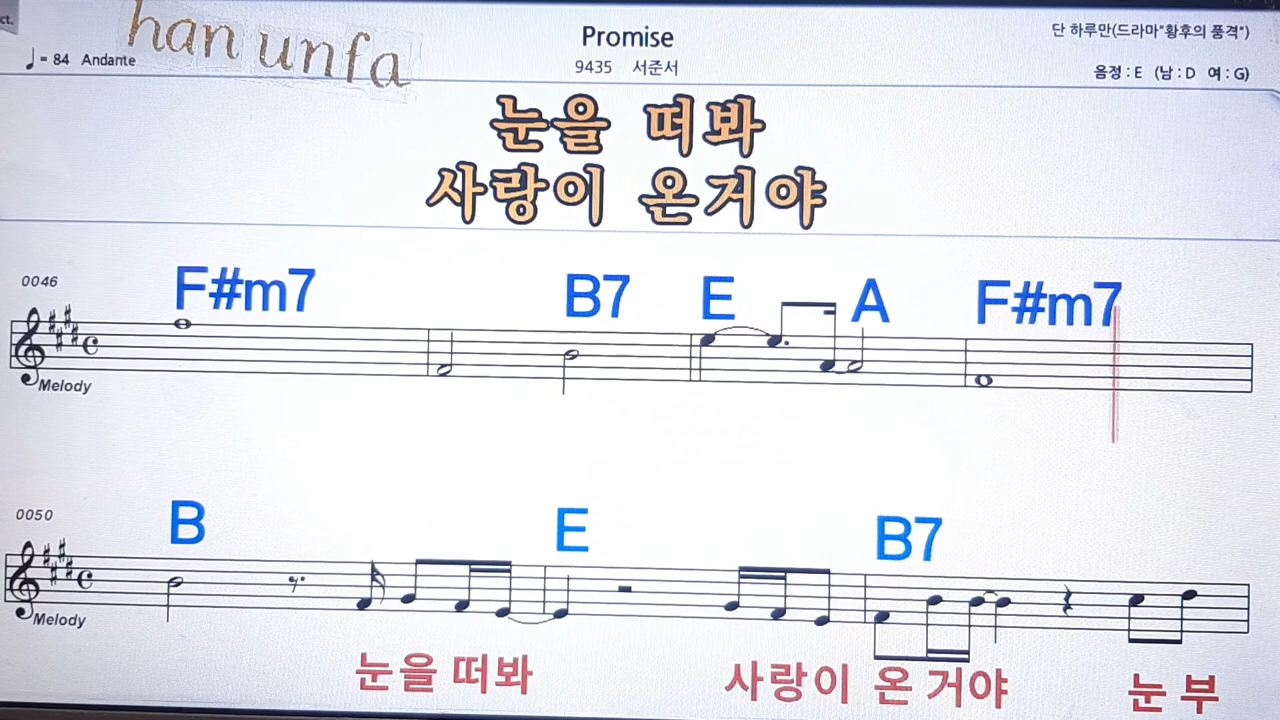 ct.
han unfa
Promise
단 하루만(드라마"황후의 품격")
♩= 84 Andante
9435 서준서
음정 : E (남 : D 여 : G)
눈을 떠봐
사랑이 온거야
0046
F#m7 B7 E A F#m7
Melody
0050
B E B7
Melody
눈을 떠봐 사랑이 온 거야 눈 부